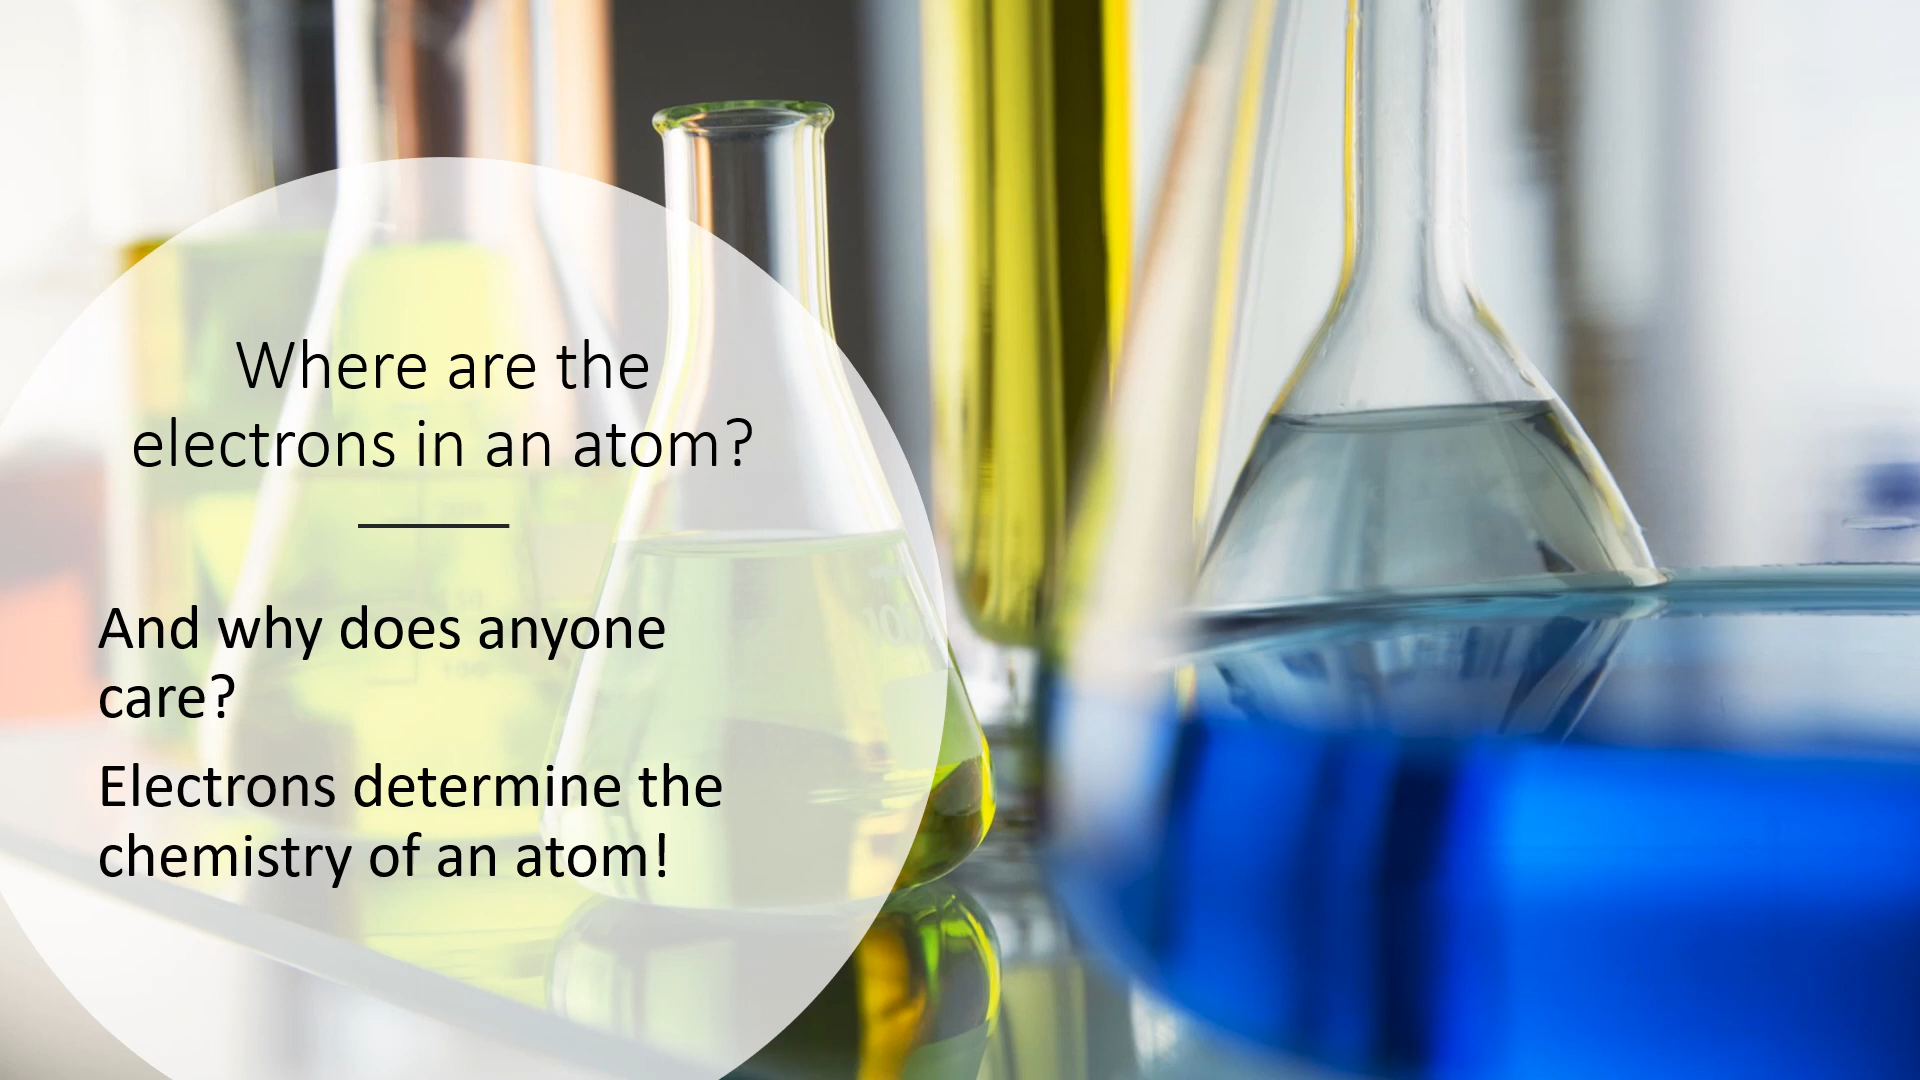 Where are the
electrons in an atom?
And why does anyone
care?
Electrons determine the
chemistry of an atom!